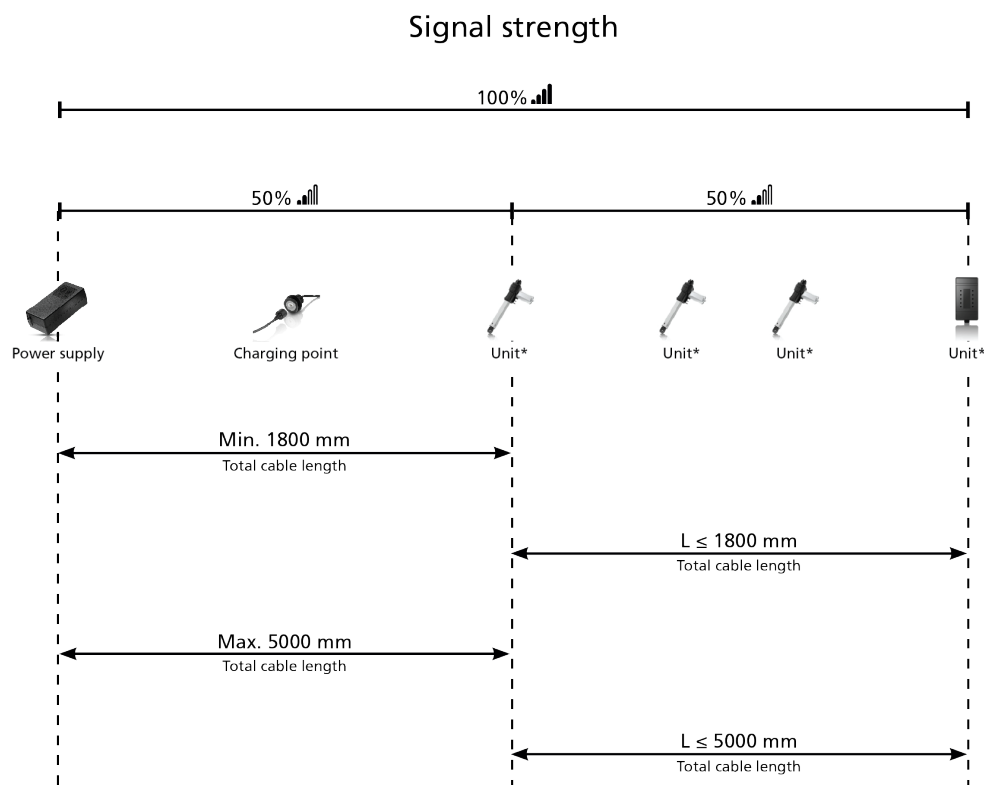 Signal strength
100%
50%
50%
Power supply
Charging point
Unit*
Unit*
Unit*
Unit*
Min. 1800 mm
Total cable length
L ≤ 1800 mm
Total cable length
Max. 5000 mm
Total cable length
L ≤ 5000 mm
Total cable length